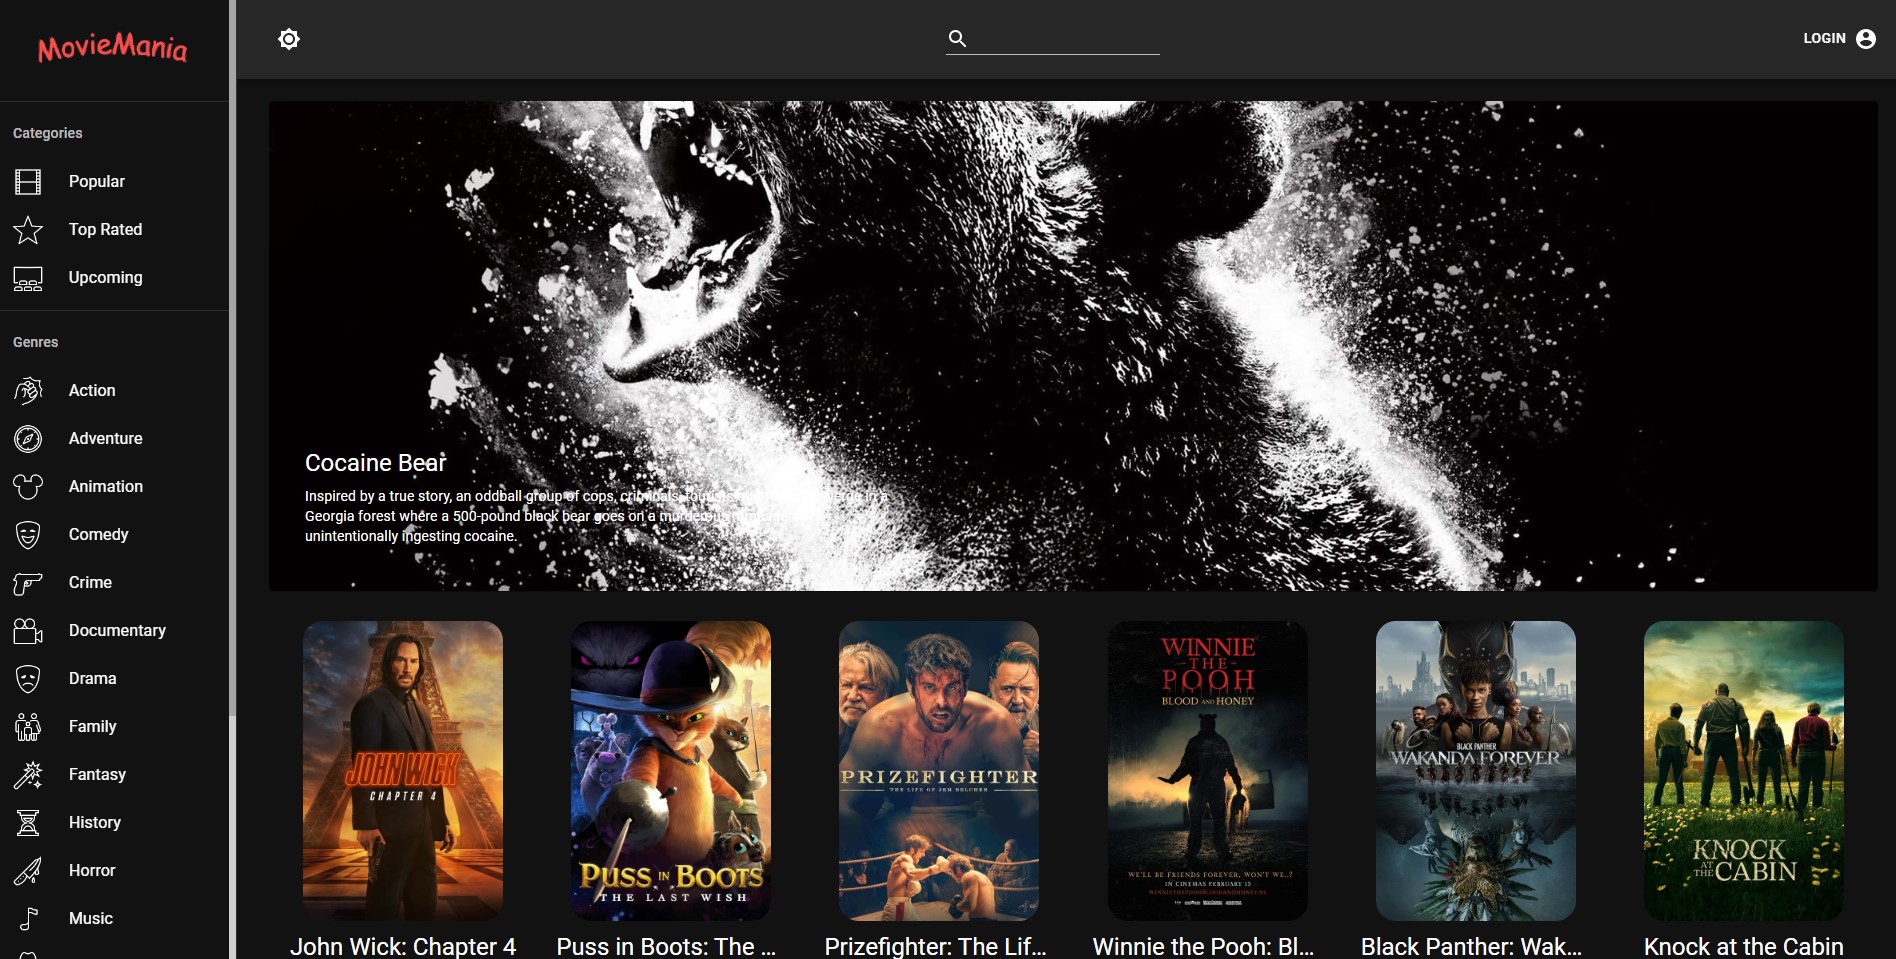 MovieMania
LOGIN
Categories
Popular
Top Rated
Upcoming
Genres
Action
Adventure
Animation
Comedy
Crime
Documentary
Drama
Family
Fantasy
History
Horror
Music
Cocaine Bear
Inspired by a true story, an oddball group of cops, criminals, tourists in a
Georgia forest where a 500-pound black bear goes on a murderous
unintentionally ingesting cocaine.
JOHN WICK
CHAPTER 4
John Wick: Chapter 4
PUSS IN BOOTS
THE LAST WISH
Puss in Boots: The ...
PRIZEFIGHTER
THE LIFE OF JEM BELCHER
Prizefighter: The Lif...
WINNIE
THE
POOH
BLOOD AND HONEY
WE'LL BE FRIENDS FOREVER, WON'T WE..?
IN CINEMAS FEBRUARY 15
Winnie the Pooh: Bl...
BLACK PANTHER
WAKANDA FOREVER
Black Panther: Wak...
KNOCK
AT THE CABIN
Knock at the Cabin